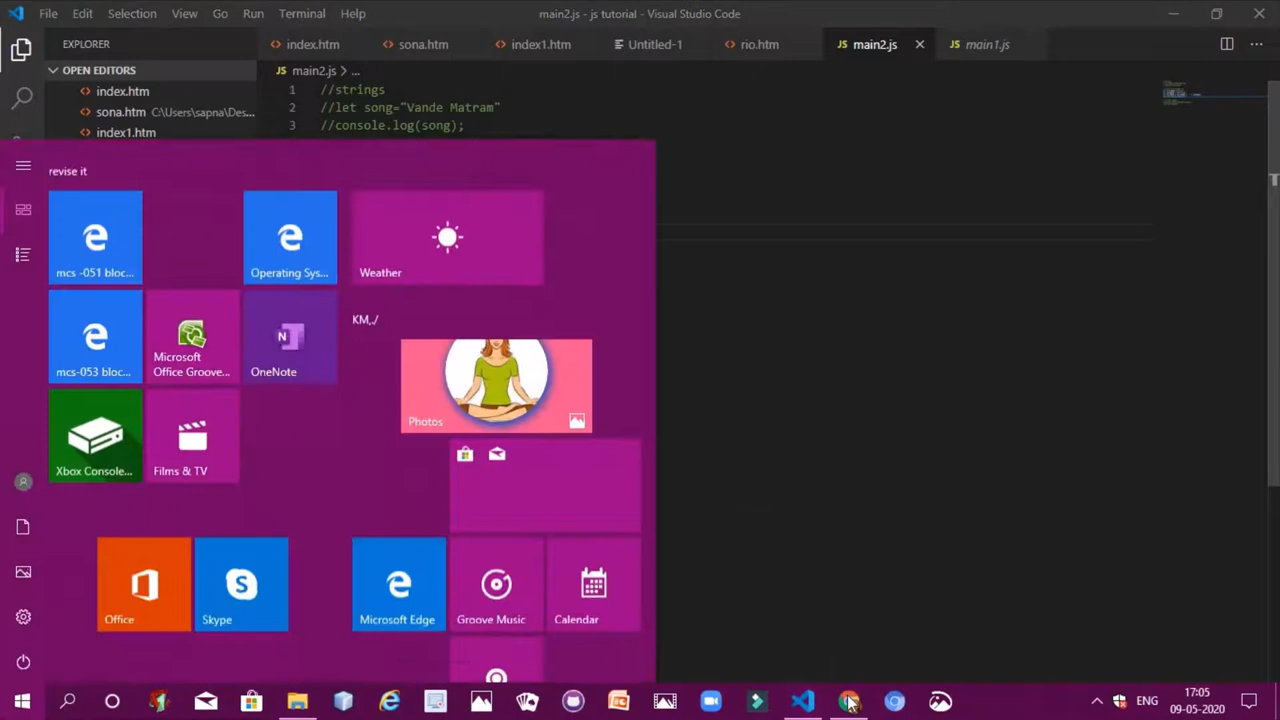 File Edit Selection View Go Run Terminal Help
main2.js - js tutorial - Visual Studio Code
EXPLORER
index.htm
sona.htm
index1.htm
Untitled-1
rio.htm
JS main2.js
JS main1.js
OPEN EDITORS
index.htm
sona.htm C:\Users\sapna\Des...
index1.htm
JS main2.js > ...
1 //strings
2 //let song="Vande Matram"
3 //console.log(song);
revise it
mcs -051 bloc...
Operating Sys...
Weather
mcs-053 bloc...
Microsoft
Office Groove...
OneNote
KM,./
Photos
Xbox Console...
Films & TV
Office
Skype
Microsoft Edge
Groove Music
Calendar
ENG
17:05
09-05-2020